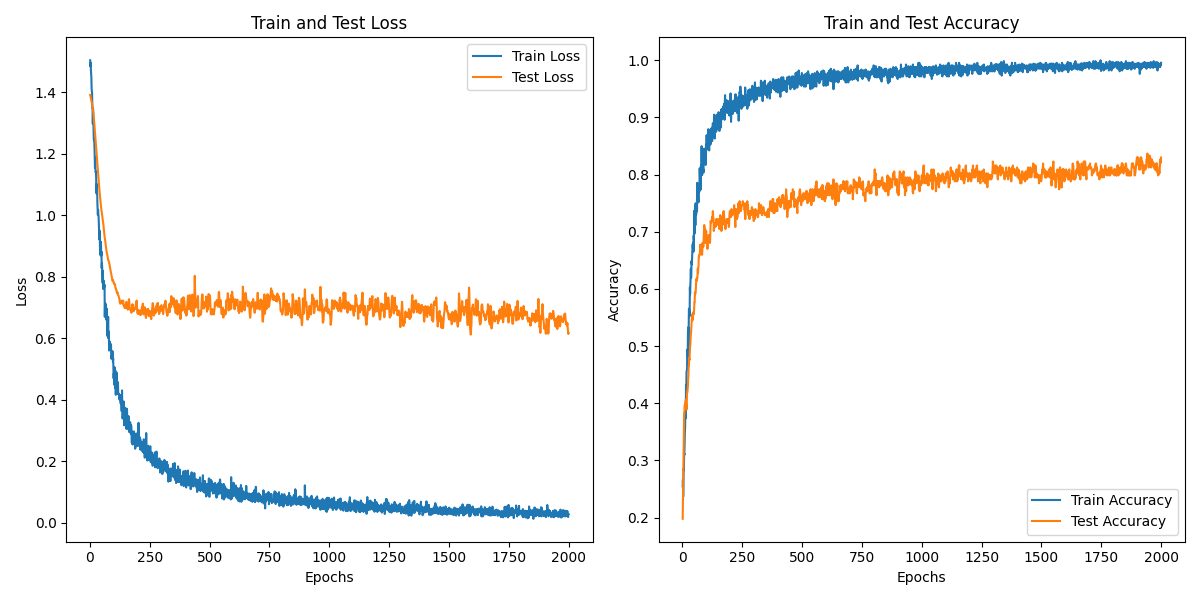 Train and Test Loss
Train Loss
Test Loss
1.4
1.2
1.0
0.8
0.6
0.4
0.2
0.0
Loss
0 250 500 750 1000 1250 1500 1750 2000
Epochs
Train and Test Accuracy
1.0
0.9
0.8
0.7
0.6
0.5
0.4
0.3
0.2
Accuracy
Train Accuracy
Test Accuracy
0 250 500 750 1000 1250 1500 1750 2000
Epochs